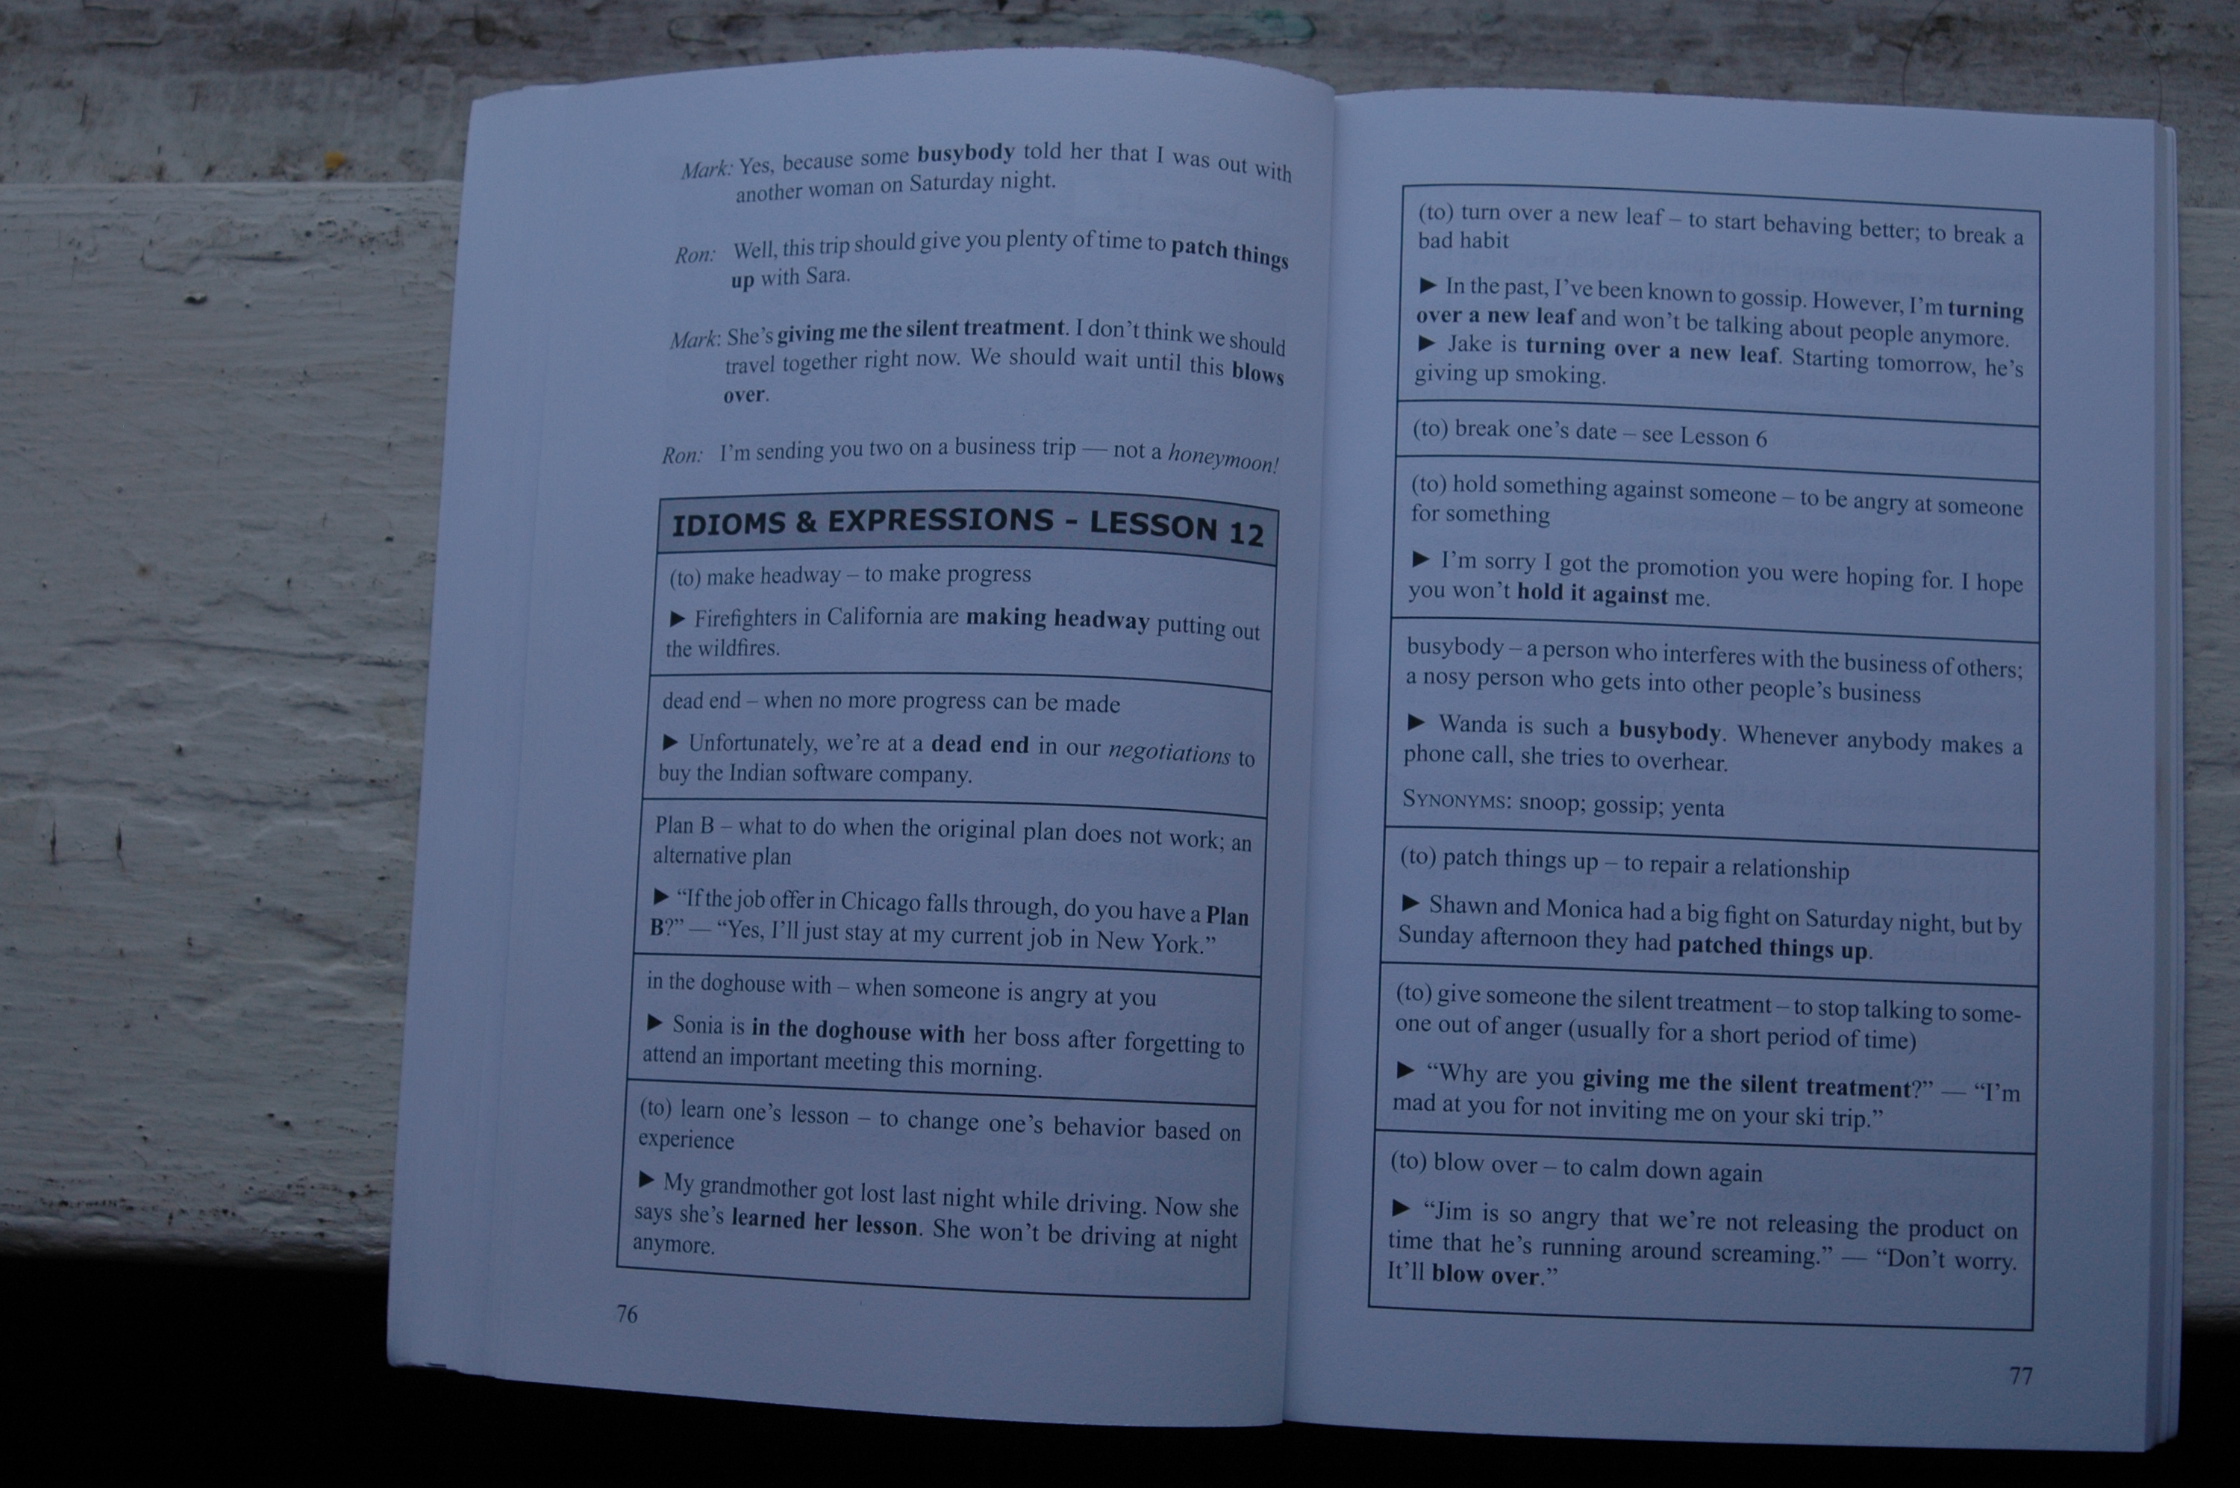 Mark: Yes, because some busybody told her that I was out with
another woman on Saturday night.
Ron: Well, this trip should give you plenty of time to patch things
up with Sara.
Mark: She's giving me the silent treatment. I don't think we should
travel together right now. We should wait until this blows
over.
Ron: I'm sending you two on a business trip — not a honeymoon!
IDIOMS & EXPRESSIONS - LESSON 12
(to) make headway – to make progress
► Firefighters in California are making headway putting out
the wildfires.
dead end – when no more progress can be made
► Unfortunately, we're at a dead end in our negotiations to
buy the Indian software company.
Plan B – what to do when the original plan does not work; an
alternative plan
► “If the job offer in Chicago falls through, do you have a Plan
B?” — “Yes, I'll just stay at my current job in New York.”
in the doghouse with – when someone is angry at you
► Sonia is in the doghouse with her boss after forgetting to
attend an important meeting this morning.
(to) learn one's lesson – to change one's behavior based on
experience
► My grandmother got lost last night while driving. Now she
says she's learned her lesson. She won't be driving at night
anymore.
76
(to) turn over a new leaf – to start behaving better; to break a
bad habit
► In the past, I've been known to gossip. However, I'm turning
over a new leaf and won't be talking about people anymore.
► Jake is turning over a new leaf. Starting tomorrow, he's
giving up smoking.
(to) break one's date – see Lesson 6
(to) hold something against someone – to be angry at someone
for something
► I'm sorry I got the promotion you were hoping for. I hope
you won't hold it against me.
busybody – a person who interferes with the business of others;
a nosy person who gets into other people's business
► Wanda is such a busybody. Whenever anybody makes a
phone call, she tries to overhear.
SYNONYMS: snoop; gossip; yenta
(to) patch things up – to repair a relationship
► Shawn and Monica had a big fight on Saturday night, but by
Sunday afternoon they had patched things up.
(to) give someone the silent treatment – to stop talking to some-
one out of anger (usually for a short period of time)
► “Why are you giving me the silent treatment?” — “I'm
mad at you for not inviting me on your ski trip.”
(to) blow over – to calm down again
► “Jim is so angry that we're not releasing the product on
time that he's running around screaming.” — “Don't worry.
It'll blow over.”
77